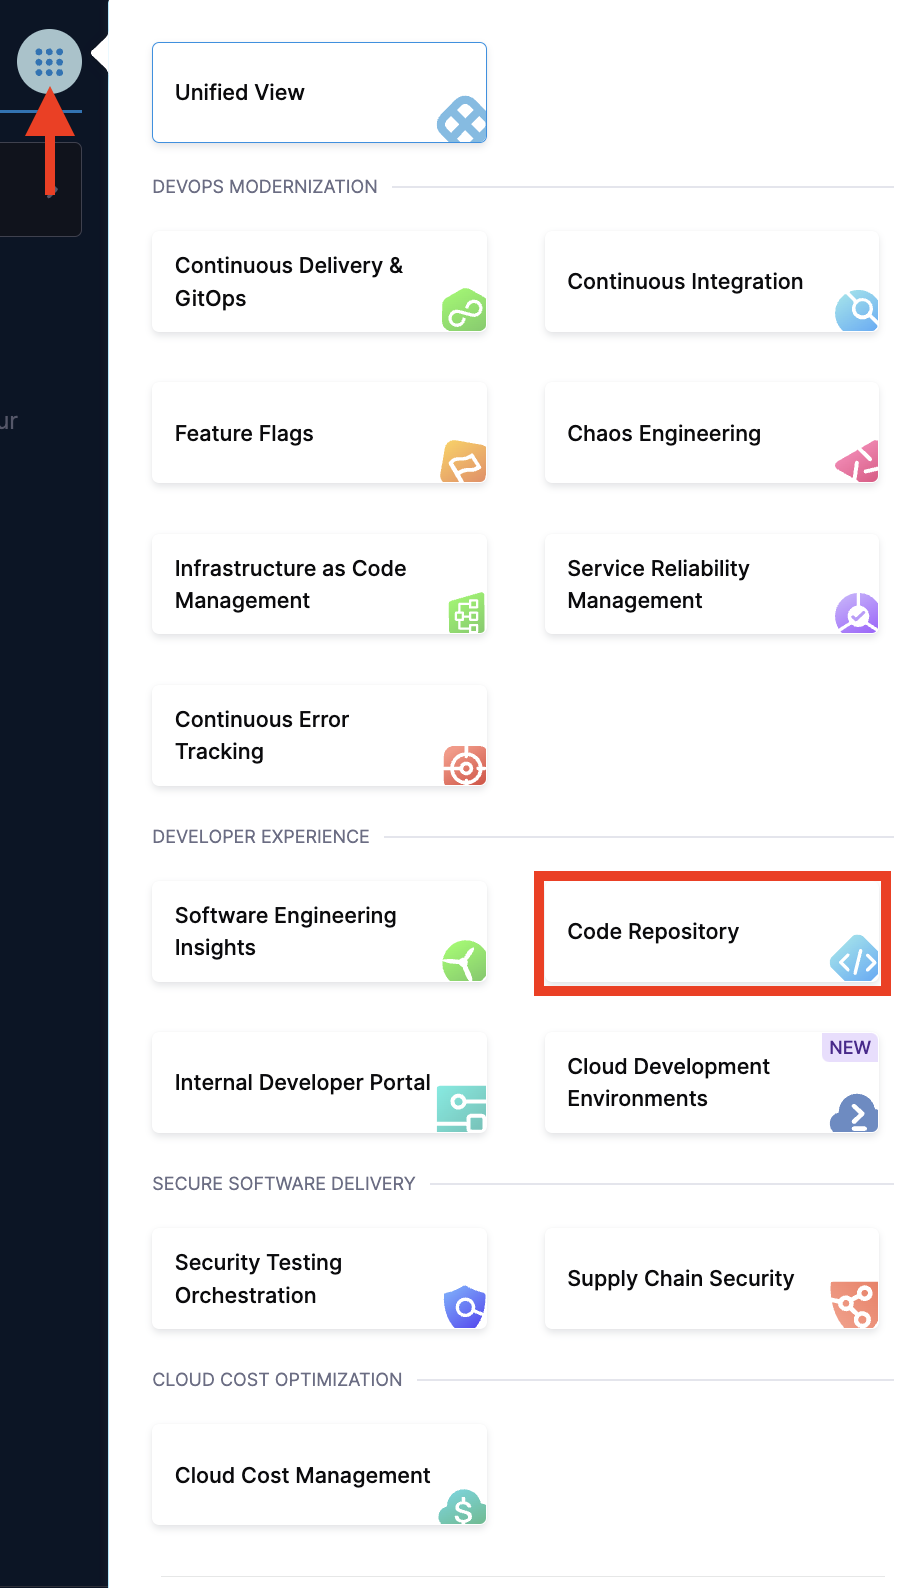 Unified View
DEVOPS MODERNIZATION
Continuous Delivery &
GitOps
Continuous Integration
Feature Flags
Chaos Engineering
ur
Infrastructure as Code
Management
Service Reliability
Management
Continuous Error
Tracking
DEVELOPER EXPERIENCE
Software Engineering
Insights
Code Repository
Internal Developer Portal
NEW
Cloud Development
Environments
SECURE SOFTWARE DELIVERY
Security Testing
Orchestration
Supply Chain Security
CLOUD COST OPTIMIZATION
Cloud Cost Management